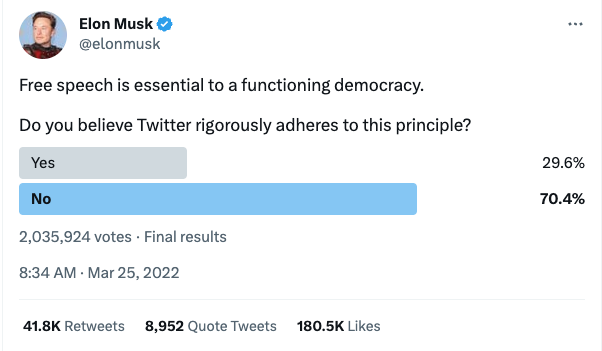 Elon Musk
@elonmusk
Free speech is essential to a functioning democracy.
Do you believe Twitter rigorously adheres to this principle?
Yes 29.6%
No 70.4%
2,035,924 votes · Final results
8:34 AM · Mar 25, 2022
41.8K Retweets 8,952 Quote Tweets 180.5K Likes